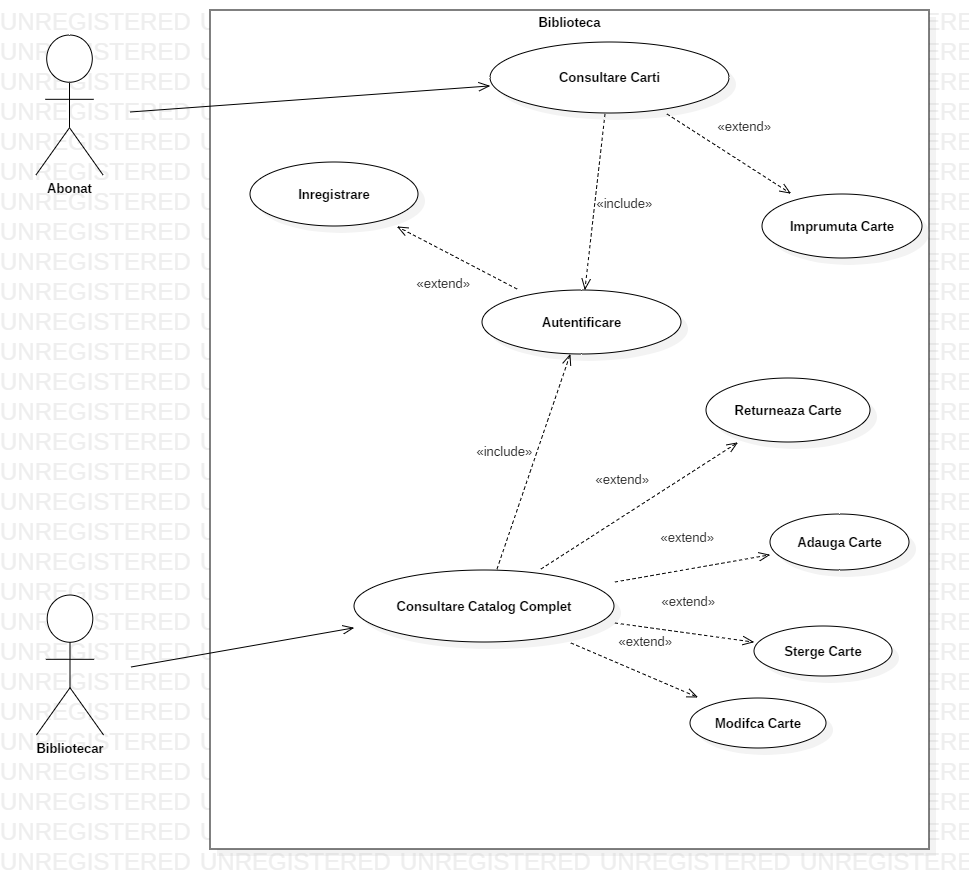 Biblioteca
Consultare Carti
«extend»
Abonat
Inregistrare
«include»
Imprumuta Carte
«extend»
Autentificare
Returneaza Carte
«include»
«extend»
«extend»
Adauga Carte
Consultare Catalog Complet
«extend»
«extend»
Sterge Carte
Modifca Carte
Bibliotecar
UNREGISTERED UNREGISTERED UNREGISTERED UNREGISTERED UNREGISTERED